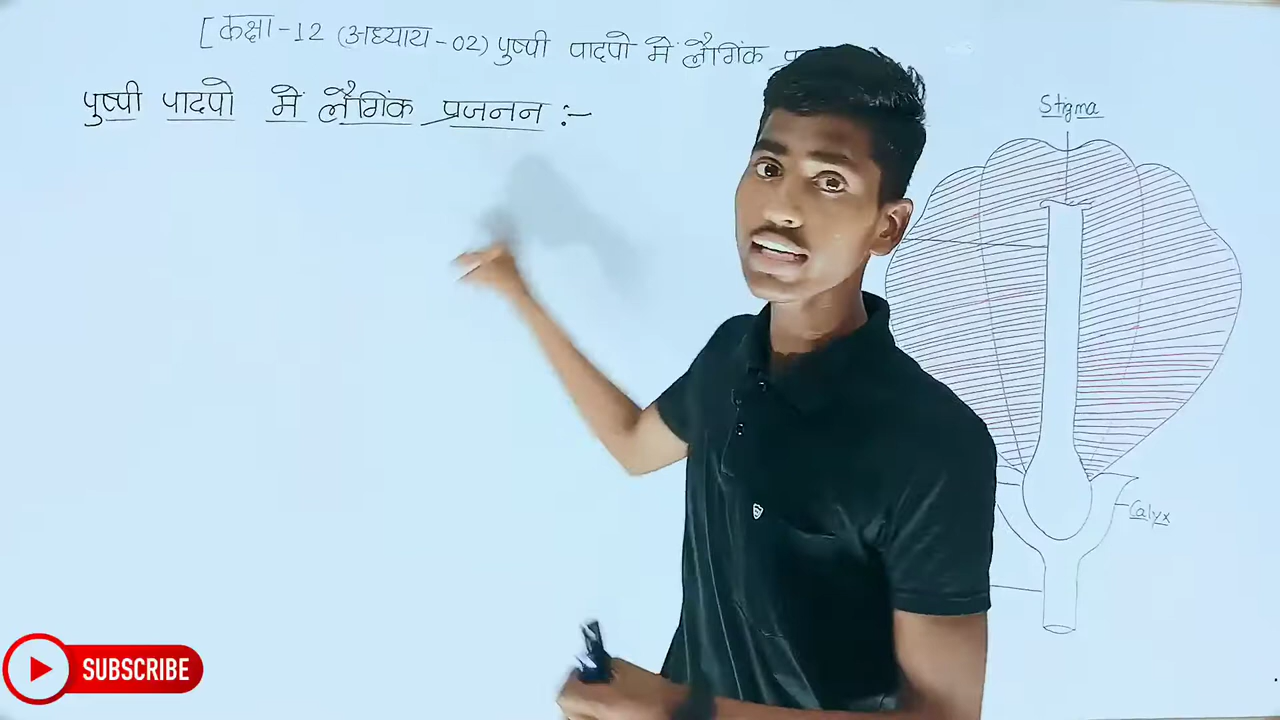 [कक्षा-12 (अध्याय-02) पुष्पी पादपो में लैगिंक
पुष्पी पादपो में लैगिंक प्रजनन :-
Stigma
Calyx
SUBSCRIBE